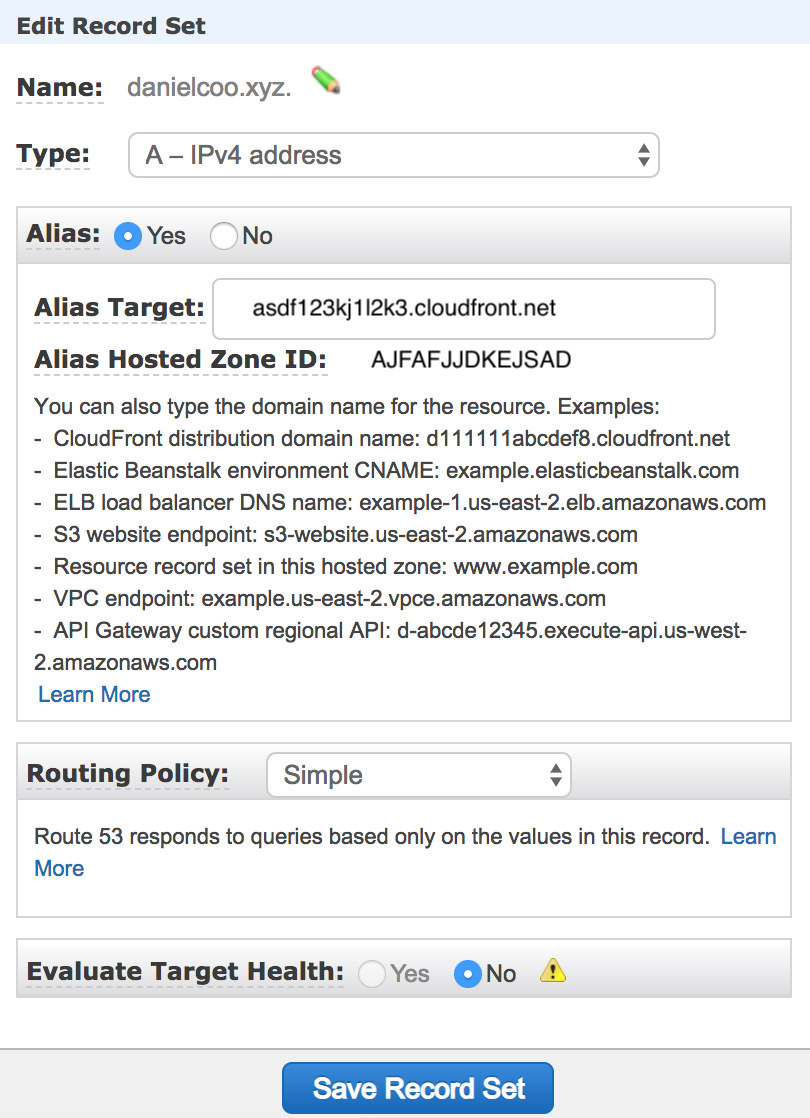 Edit Record Set
Name: danielcoo.xyz.
Type: A – IPv4 address
Alias: Yes No
Alias Target: asdf123kj1l2k3.cloudfront.net
Alias Hosted Zone ID: AJFAFJJDKEJSAD
You can also type the domain name for the resource. Examples:
- CloudFront distribution domain name: d111111abcdef8.cloudfront.net
- Elastic Beanstalk environment CNAME: example.elasticbeanstalk.com
- ELB load balancer DNS name: example-1.us-east-2.elb.amazonaws.com
- S3 website endpoint: s3-website.us-east-2.amazonaws.com
- Resource record set in this hosted zone: www.example.com
- VPC endpoint: example.us-east-2.vpce.amazonaws.com
- API Gateway custom regional API: d-abcde12345.execute-api.us-west-
2.amazonaws.com
Learn More
Routing Policy: Simple
Route 53 responds to queries based only on the values in this record. Learn
More
Evaluate Target Health: Yes No
Save Record Set